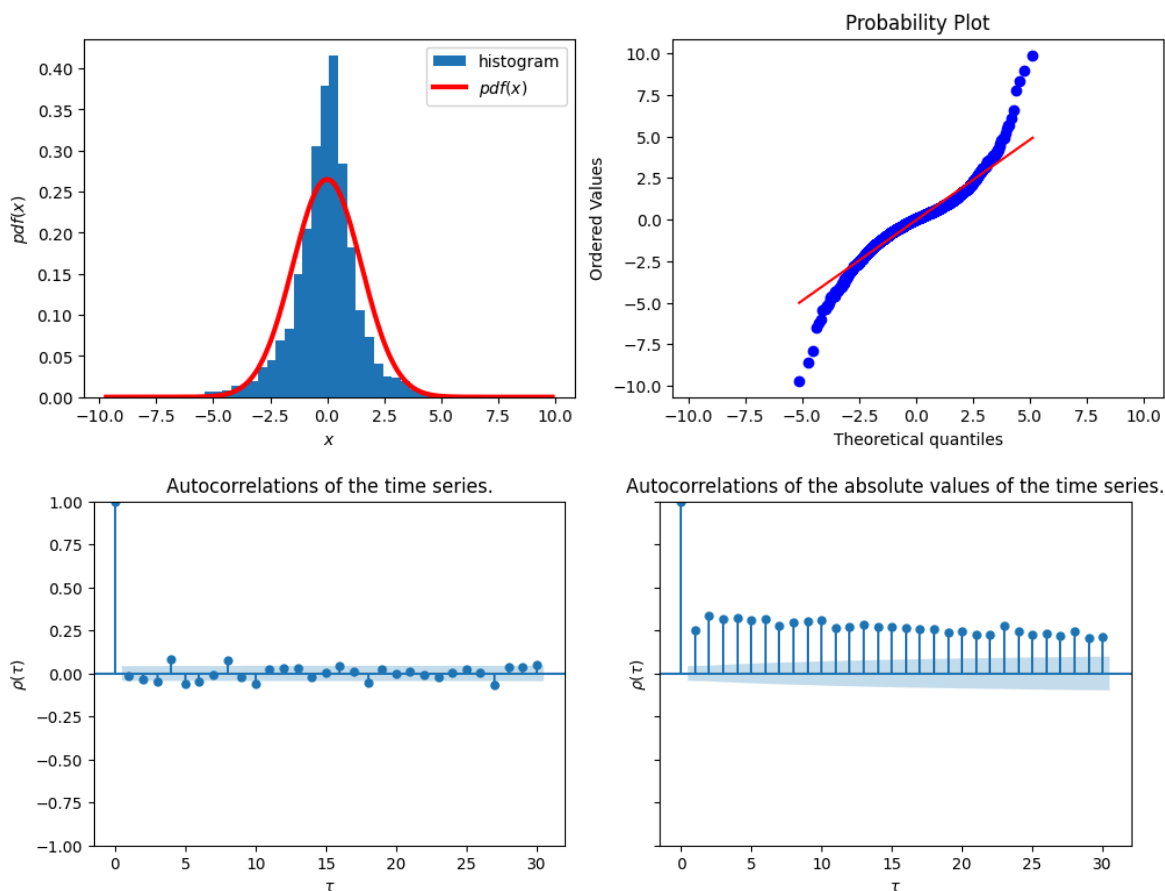 Probability Plot
histogram
pdf(x)
0.40
0.35
0.30
0.25
0.20
0.15
0.10
0.05
0.00
pdf(x)
−10.0 −7.5 −5.0 −2.5 0.0 2.5 5.0 7.5 10.0
x
10.0
7.5
5.0
2.5
0.0
−2.5
−5.0
−7.5
−10.0
Ordered Values
−10.0 −7.5 −5.0 −2.5 0.0 2.5 5.0 7.5 10.0
Theoretical quantiles
Autocorrelations of the time series.
1.00
0.75
0.50
0.25
0.00
−0.25
−0.50
−0.75
−1.00
ρ(τ)
0 5 10 15 20 25 30
τ
Autocorrelations of the absolute values of the time series.
ρ(τ)
0 5 10 15 20 25 30
τ